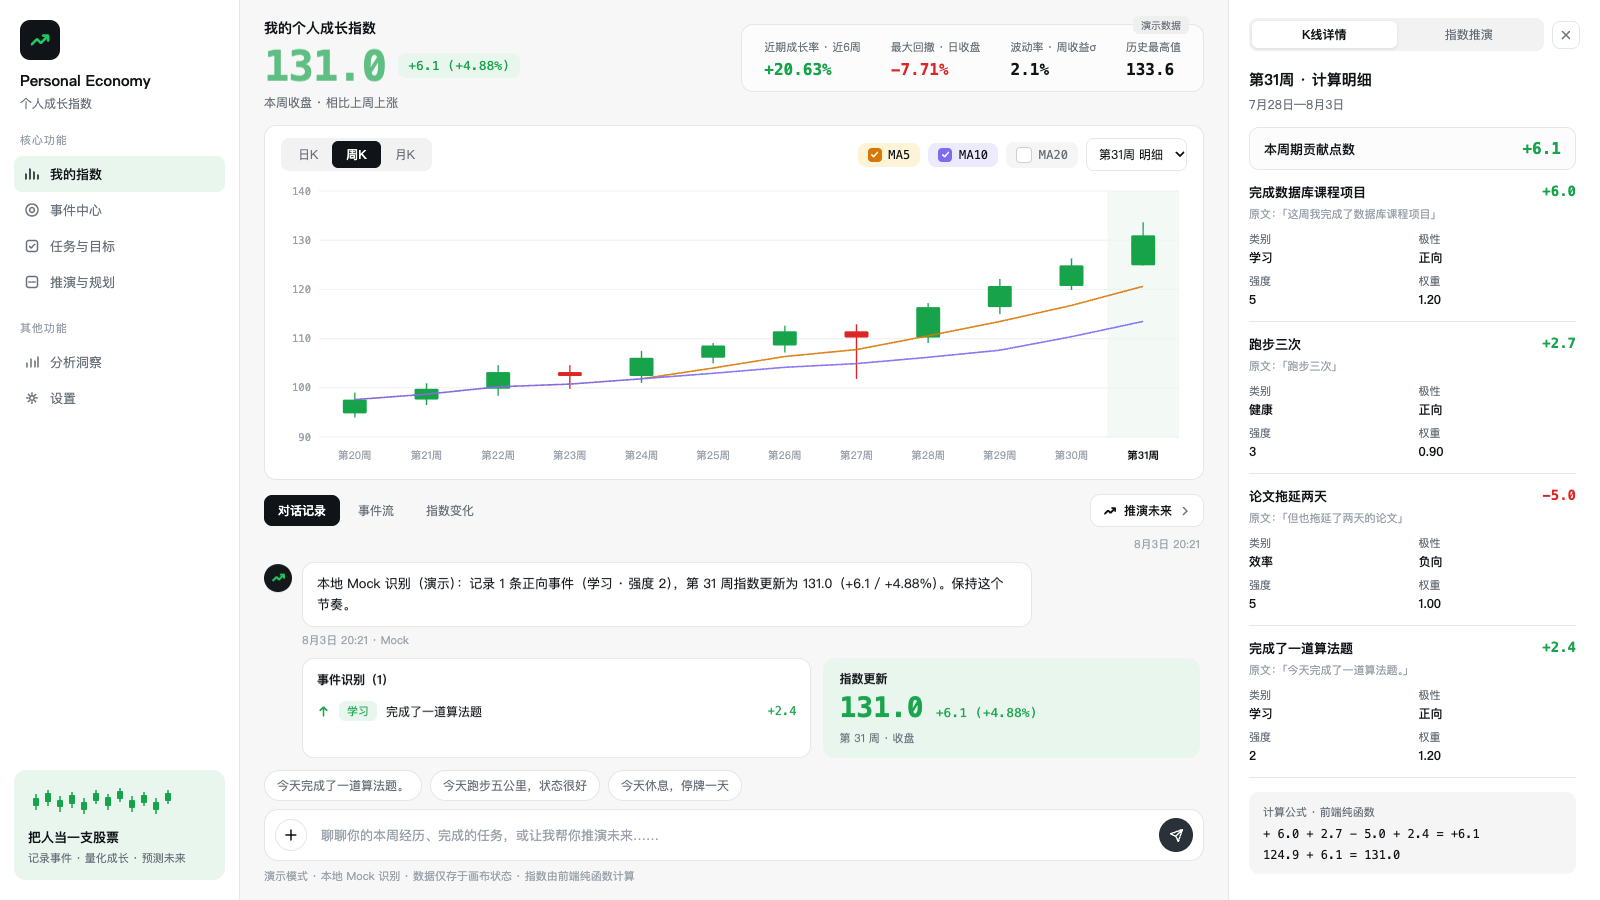 Personal Economy
个人成长指数
核心功能
我的指数
事件中心
任务与目标
推演与规划
其他功能
分析洞察
设置
把人当一支股票
记录事件 · 量化成长 · 预测未来
我的个人成长指数
131.0 +6.1 (+4.88%)
本周收盘 · 相比上周上涨
演示数据
近期成长率 · 近6周 最大回撤 · 日收盘 波动率 · 周收益σ 历史最高值
+20.63% −7.71% 2.1% 133.6
日K 周K 月K MA5 MA10 MA20 第31周 明细
140
130
120
110
100
90
第20周 第21周 第22周 第23周 第24周 第25周 第26周 第27周 第28周 第29周 第30周 第31周
对话记录 事件流 指数变化 推演未来
8月3日 20:21
本地 Mock 识别（演示）：记录 1 条正向事件（学习 · 强度 2），第 31 周指数更新为 131.0（+6.1 / +4.88%）。保持这个
节奏。
8月3日 20:21 · Mock
事件识别（1）
学习 完成了一道算法题 +2.4
指数更新
131.0 +6.1 (+4.88%)
第 31 周 · 收盘
今天完成了一道算法题。 今天跑步五公里，状态很好 今天休息，停牌一天
聊聊你的本周经历、完成的任务，或让我帮你推演未来……
演示模式 · 本地 Mock 识别 · 数据仅存于画布状态 · 指数由前端纯函数计算
K线详情 指数推演
第31周 · 计算明细
7月28日—8月3日
本周期贡献点数 +6.1
完成数据库课程项目 +6.0
原文：「这周我完成了数据库课程项目」
类别 极性
学习 正向
强度 权重
5 1.20
跑步三次 +2.7
原文：「跑步三次」
类别 极性
健康 正向
强度 权重
3 0.90
论文拖延两天 −5.0
原文：「但也拖延了两天的论文」
类别 极性
效率 负向
强度 权重
5 1.00
完成了一道算法题 +2.4
原文：「今天完成了一道算法题。」
类别 极性
学习 正向
强度 权重
2 1.20
计算公式 · 前端纯函数
+ 6.0 + 2.7 − 5.0 + 2.4 = +6.1
124.9 + 6.1 = 131.0